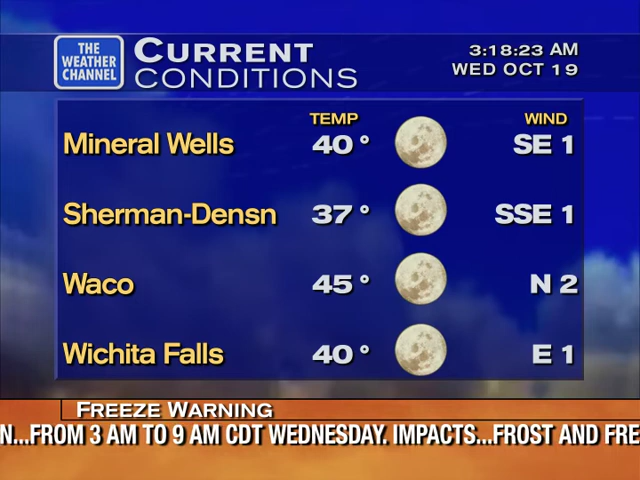 THE
WEATHER
CHANNEL
CURRENT
CONDITIONS
3:18:23 AM
WED OCT 19
TEMP WIND
Mineral Wells 40° SE 1
Sherman-Densn 37° SSE 1
Waco 45° N 2
Wichita Falls 40° E 1
FREEZE WARNING
N...FROM 3 AM TO 9 AM CDT WEDNESDAY. IMPACTS...FROST AND FRE